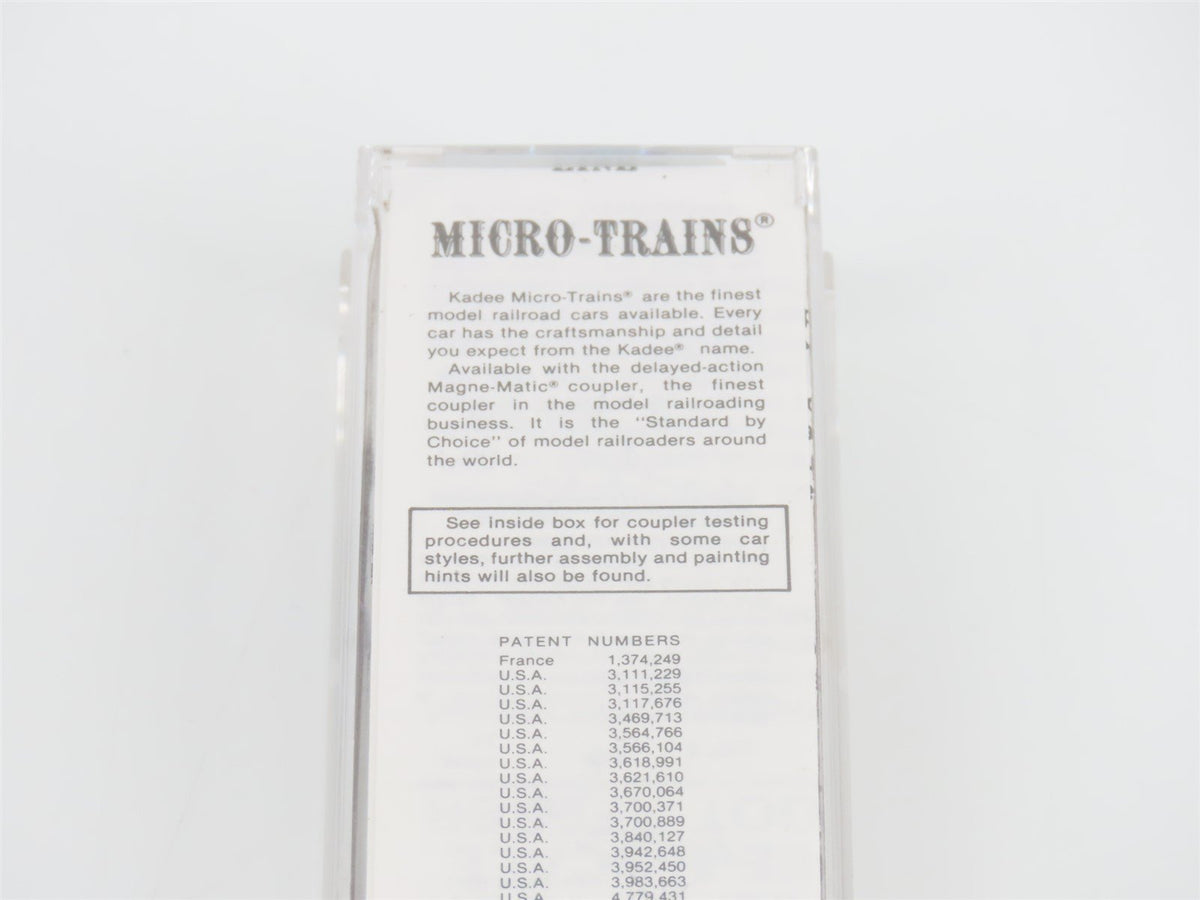 LINE
MICRO-TRAINS®
Kadee Micro-Trains® are the finest
model railroad cars available. Every
car has the craftsmanship and detail
you expect from the Kadee® name.
Available with the delayed-action
Magne-Matic® coupler, the finest
coupler in the model railroading
business. It is the "Standard by
Choice" of model railroaders around
the world.
See inside box for coupler testing
procedures and, with some car
styles, further assembly and painting
hints will also be found.
PATENT NUMBERS
France 1,374,249
U.S.A. 3,111,229
U.S.A. 3,115,255
U.S.A. 3,117,676
U.S.A. 3,469,713
U.S.A. 3,564,766
U.S.A. 3,566,104
U.S.A. 3,618,991
U.S.A. 3,621,610
U.S.A. 3,670,064
U.S.A. 3,700,371
U.S.A. 3,700,889
U.S.A. 3,840,127
U.S.A. 3,942,648
U.S.A. 3,952,450
U.S.A. 3,983,663
U.S.A. 4,779,431